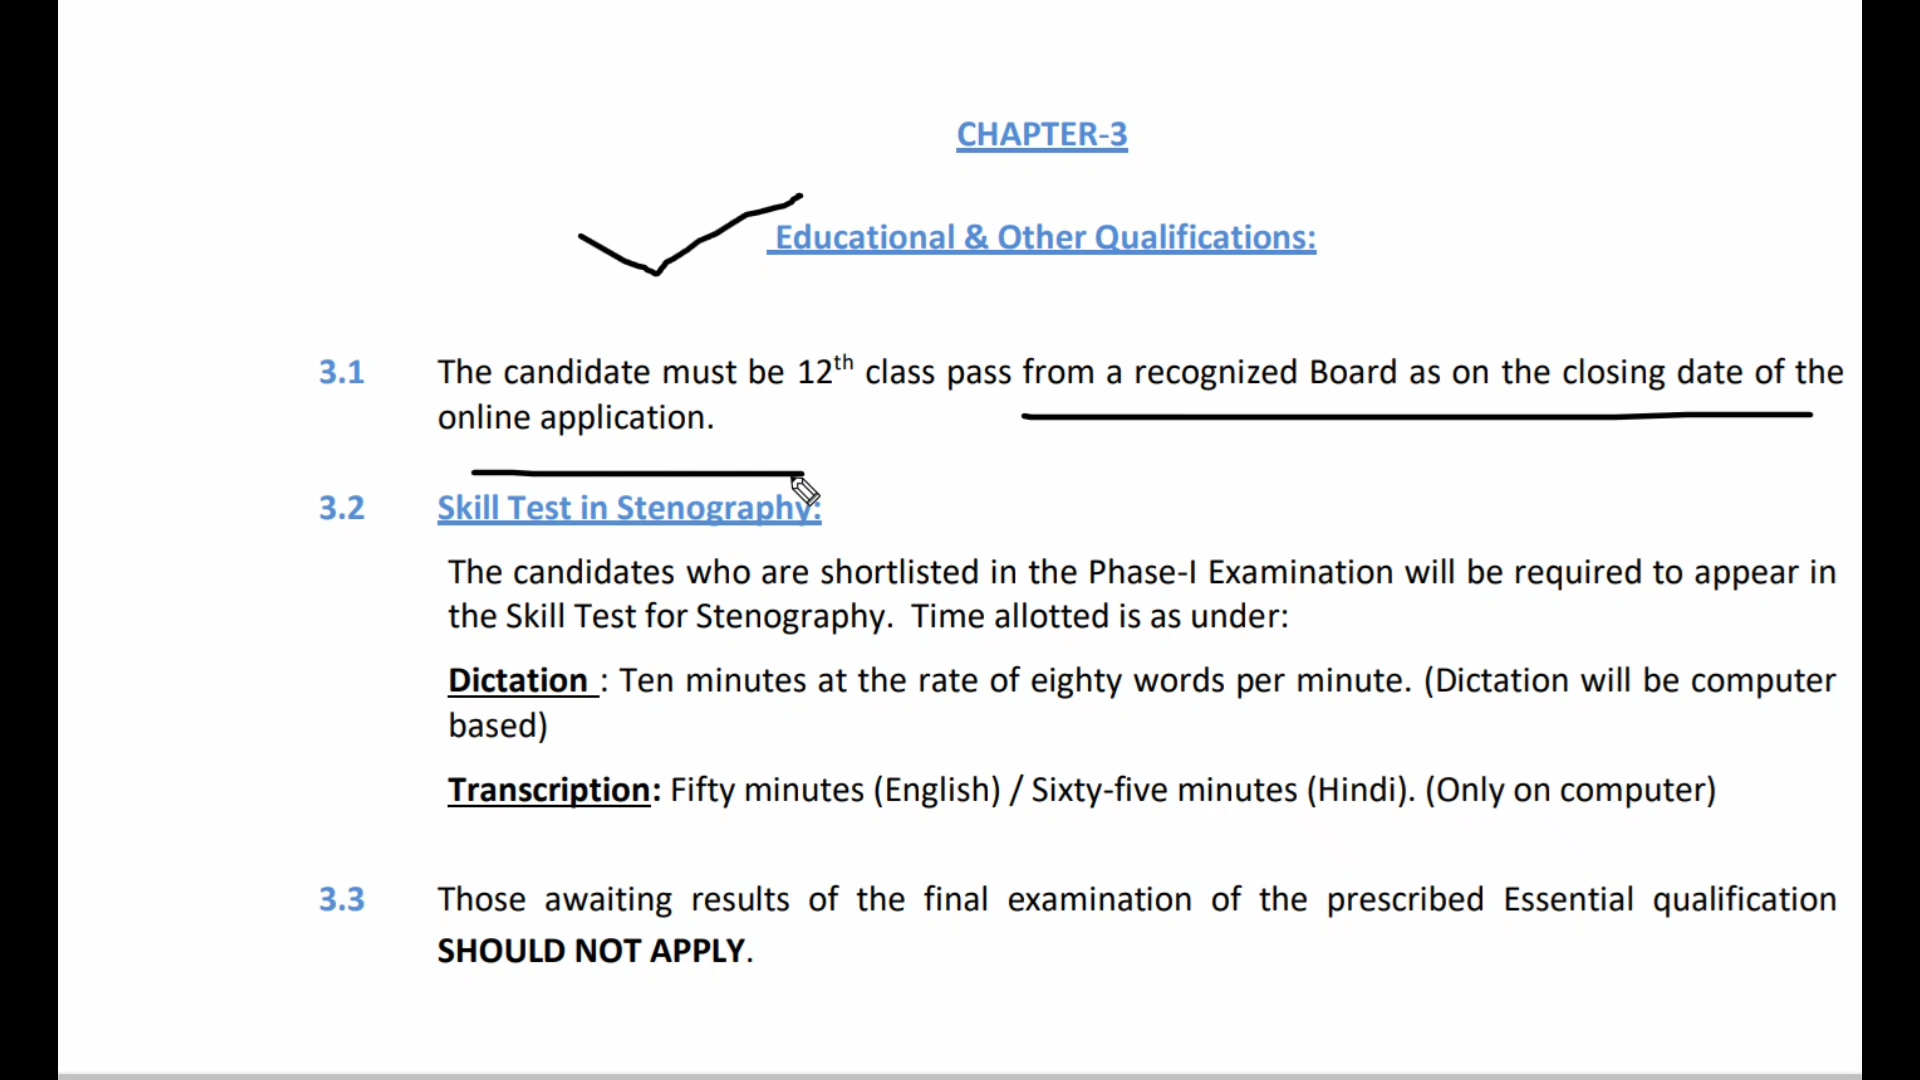 CHAPTER-3
Educational & Other Qualifications:
3.1 The candidate must be 12th class pass from a recognized Board as on the closing date of the
online application.
3.2 Skill Test in Stenography:
The candidates who are shortlisted in the Phase-I Examination will be required to appear in
the Skill Test for Stenography. Time allotted is as under:
Dictation : Ten minutes at the rate of eighty words per minute. (Dictation will be computer
based)
Transcription: Fifty minutes (English) / Sixty-five minutes (Hindi). (Only on computer)
3.3 Those awaiting results of the final examination of the prescribed Essential qualification
SHOULD NOT APPLY.